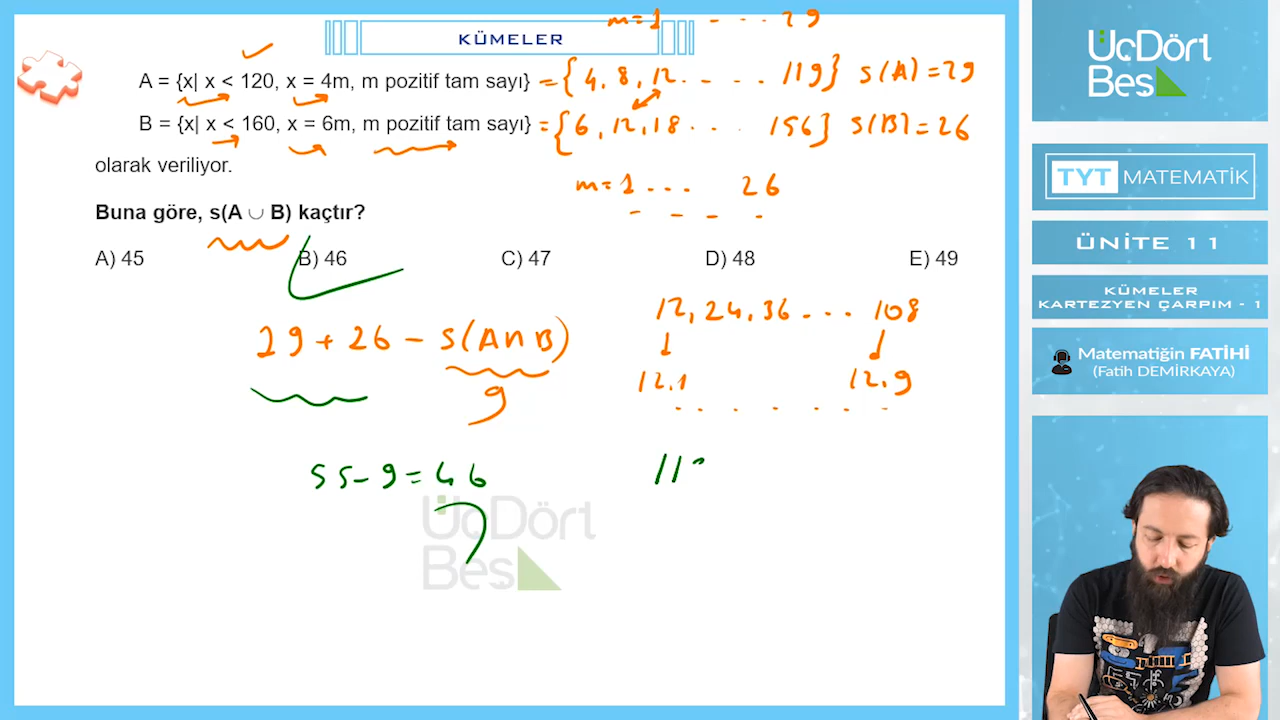 m=1 ... 29
KÜMELER
A = {x| x < 120, x = 4m, m pozitif tam sayı} = {4, 8, 12 ..... 119} s(A) = 29
B = {x| x < 160, x = 6m, m pozitif tam sayı} = {6, 12, 18 ... 156} s(B) = 26
olarak veriliyor.
m=1 ... 26
Buna göre, s(A ∪ B) kaçtır?
A) 45 B) 46 C) 47 D) 48 E) 49
12, 24, 36 ... 108
29 + 26 - s(A∩B)
12.1 12.9
9
55-9=46
11
ÜçDört
Beş
ÜçDört
Beş
TYT MATEMATİK
ÜNİTE 11
KÜMELER
KARTEZYEN ÇARPIM - 1
Matematiğin FATİHİ
(Fatih DEMİRKAYA)